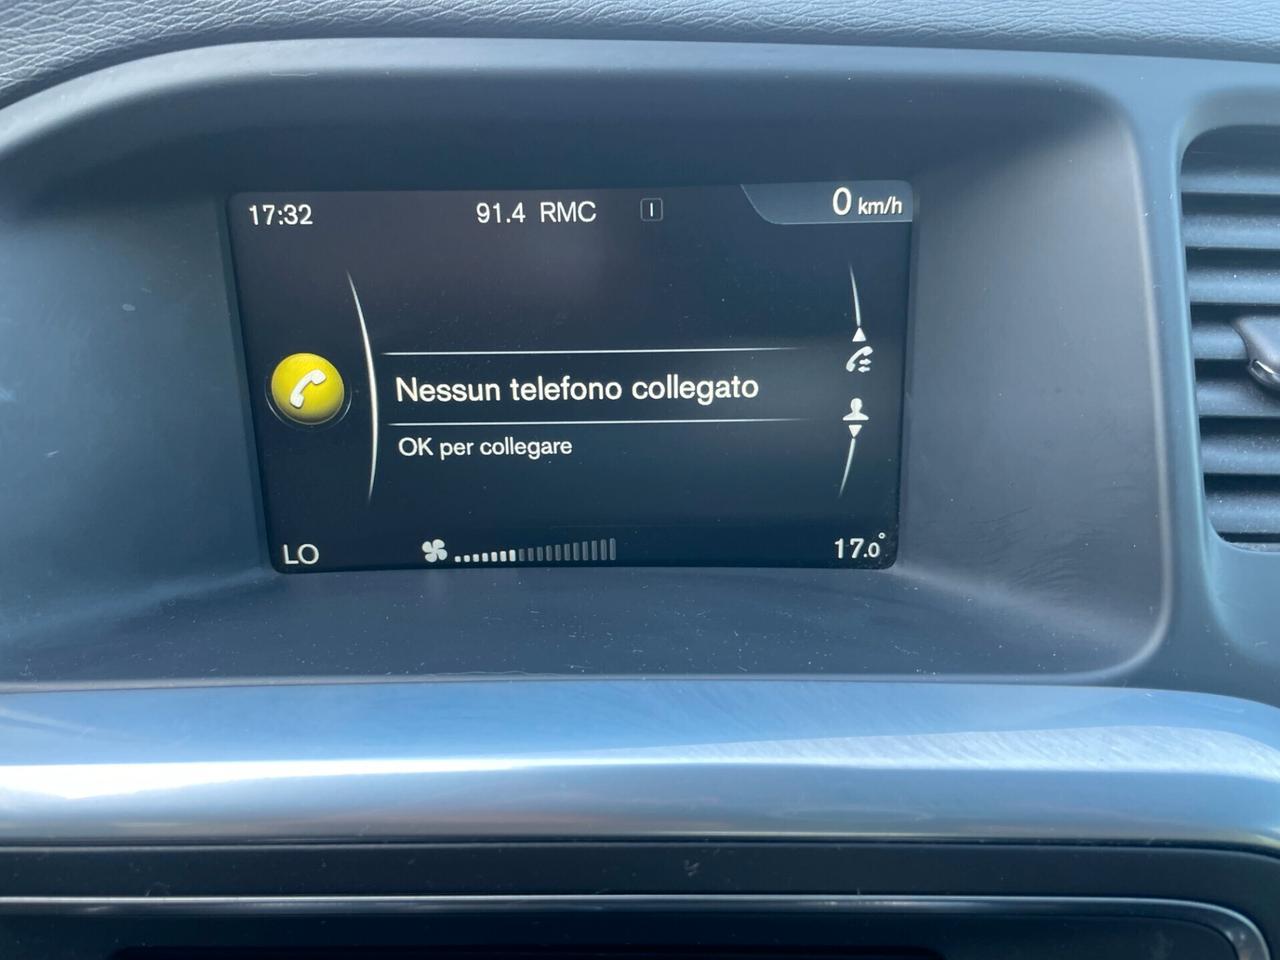 17:32
91.4 RMC
I
0 km/h
Nessun telefono collegato
OK per collegare
LO
17.0°